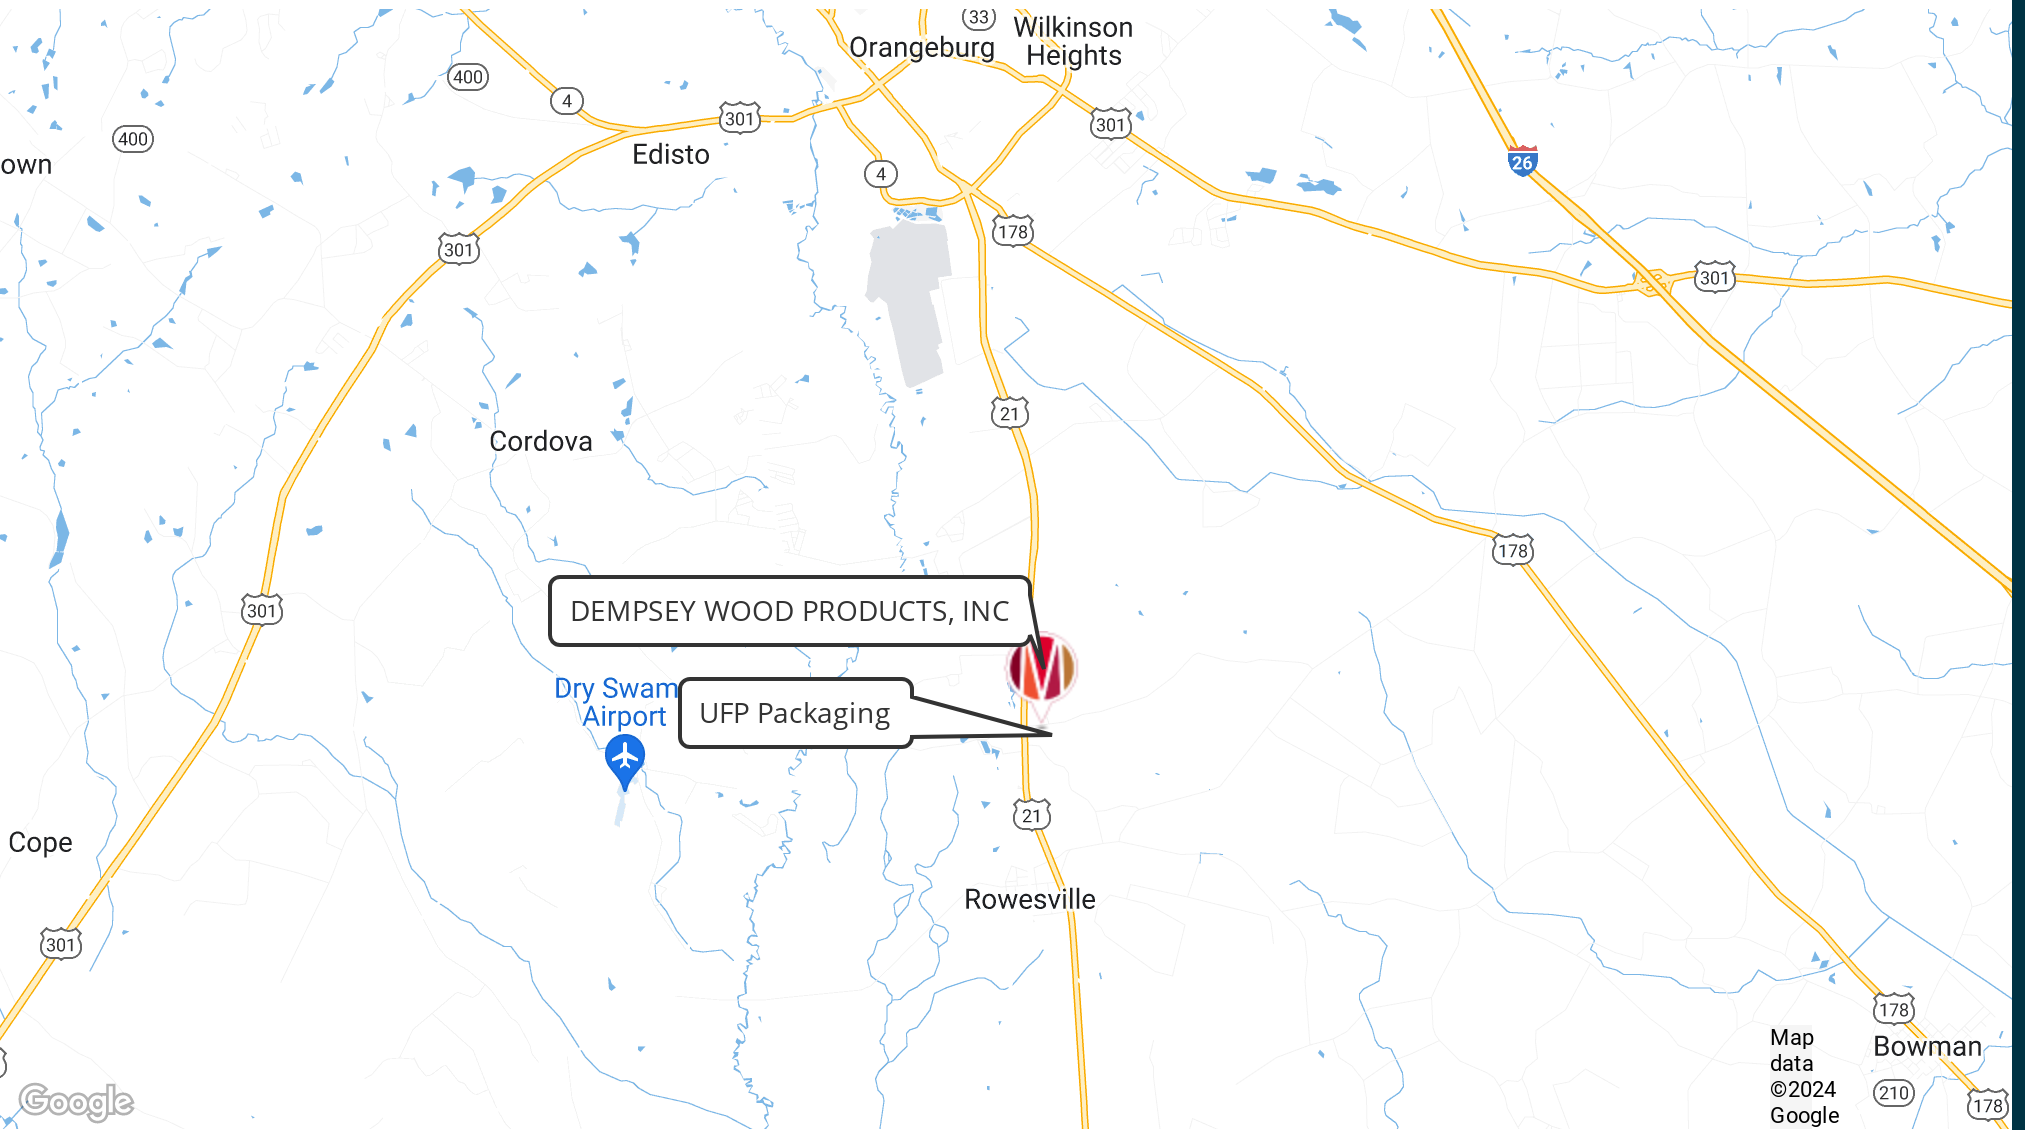 33
Wilkinson
Heights
Orangeburg
400
4
301
301
400
Edisto
own
26
4
178
301
301
21
Cordova
178
DEMPSEY WOOD PRODUCTS, INC
301
Dry Swam
Airport
UFP Packaging
21
Cope
Rowesville
301
178
Map
data
©2024
Google
Bowman
210
178
Google